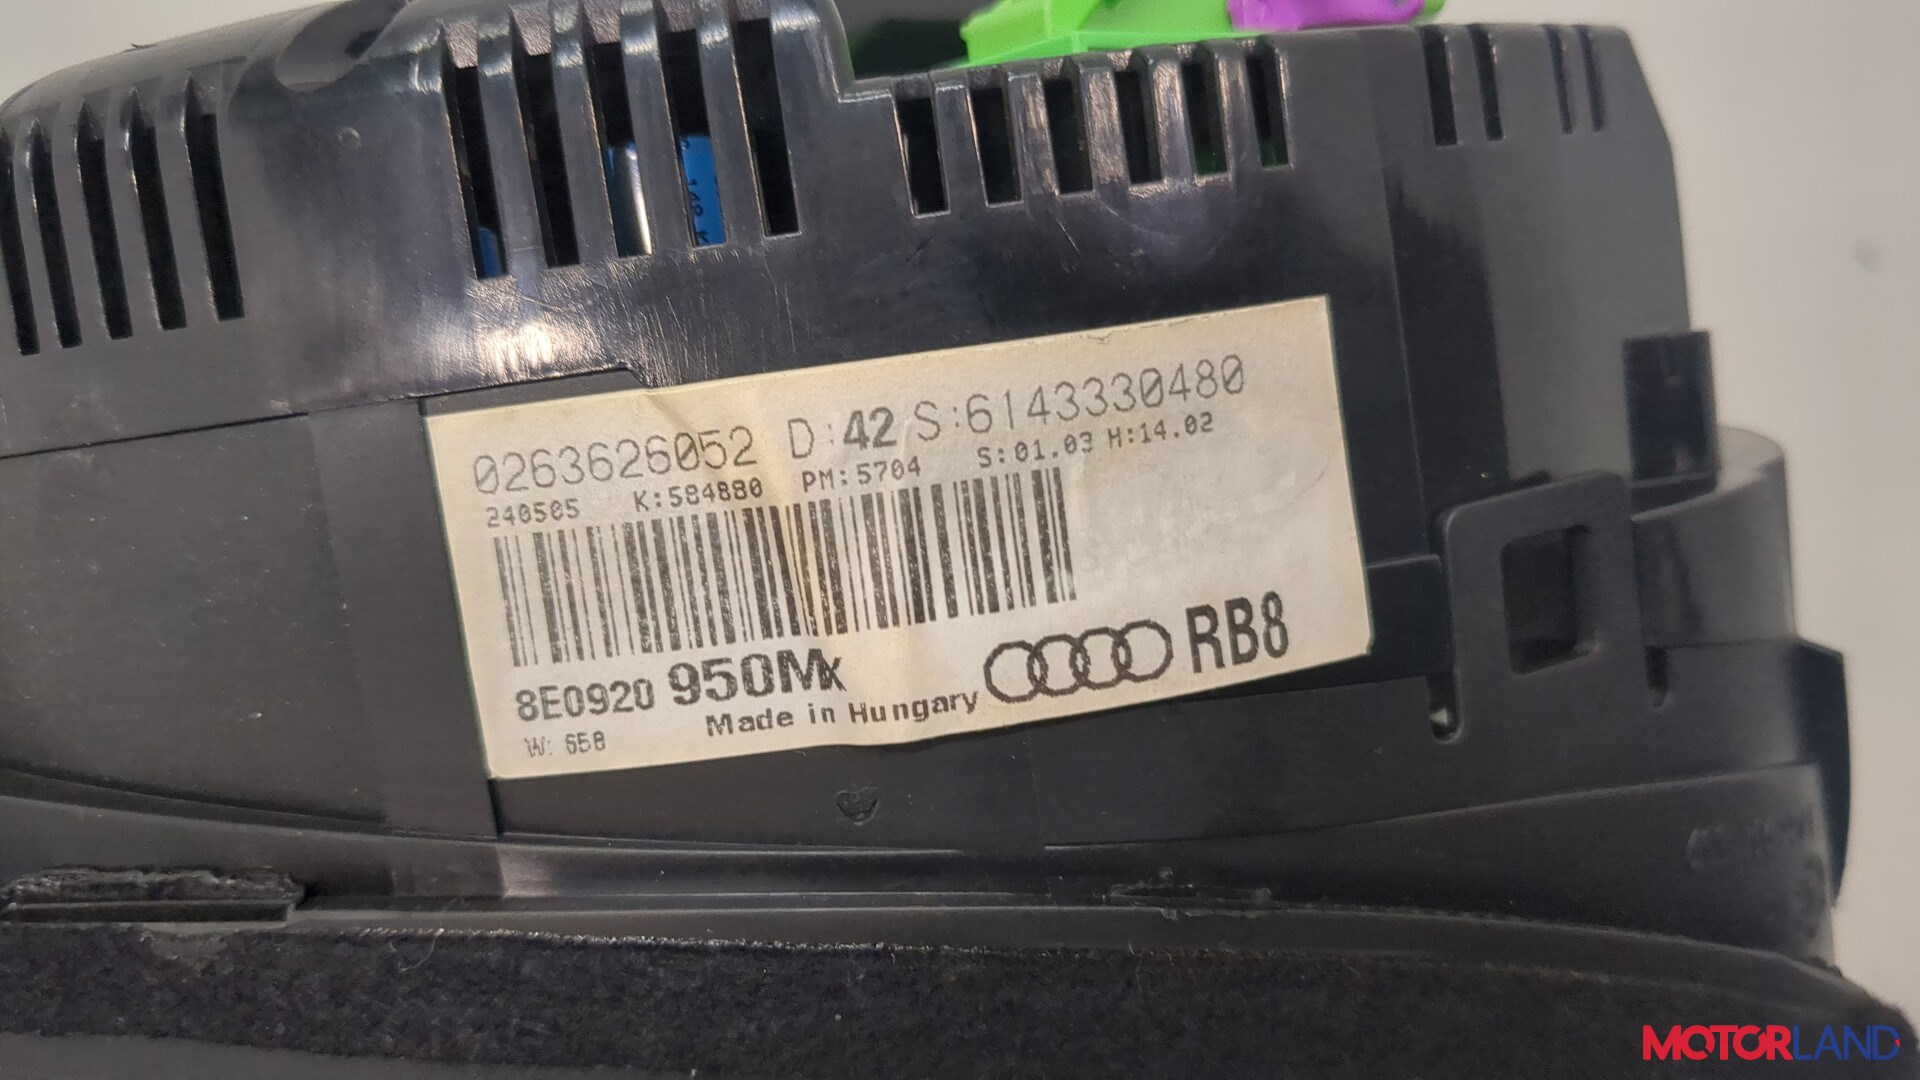 0263626052 D:42 S:6143330480
240505 K:584880 PM:5704 S:01.03 H:14.02
8E0920 950MX RB8
Made in Hungary
W: 658
MOTORLAND